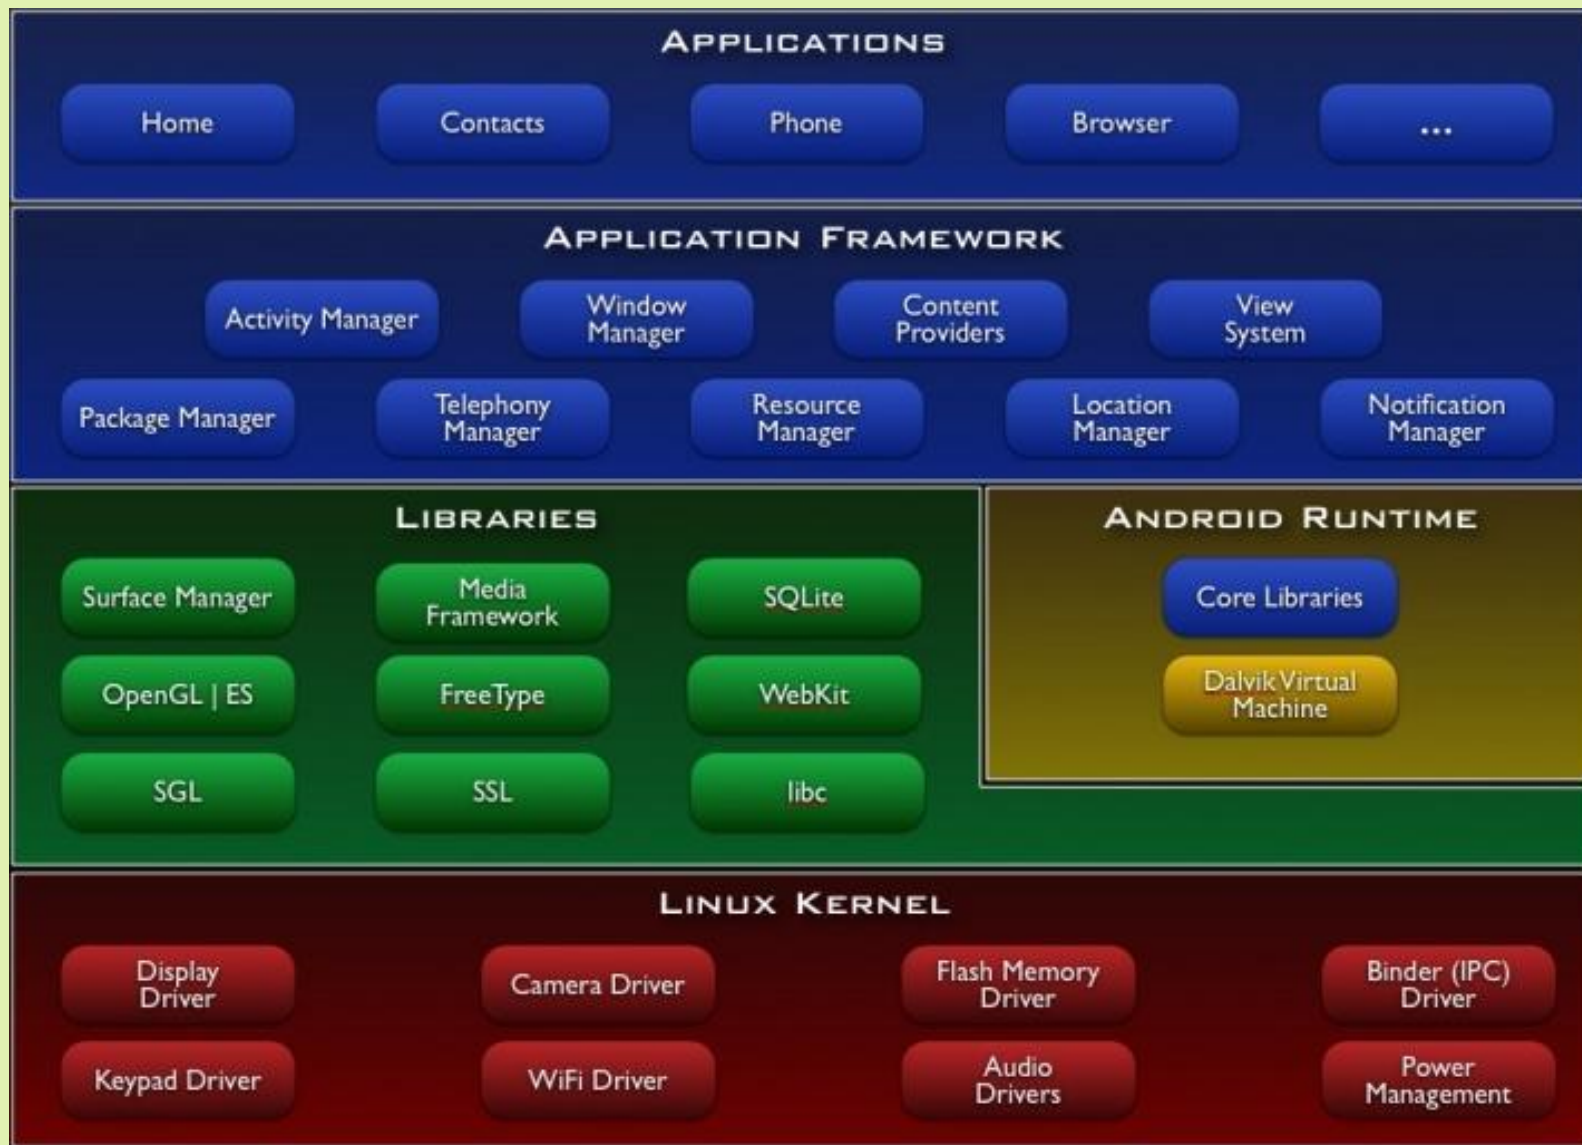 APPLICATIONS
Home
Contacts
Phone
Browser
...
APPLICATION FRAMEWORK
Activity Manager
Window
Manager
Content
Providers
View
System
Package Manager
Telephony
Manager
Resource
Manager
Location
Manager
Notification
Manager
LIBRARIES
Surface Manager
Media
Framework
SQLite
OpenGL | ES
FreeType
WebKit
SGL
SSL
libc
ANDROID RUNTIME
Core Libraries
Dalvik Virtual
Machine
LINUX KERNEL
Display
Driver
Camera Driver
Flash Memory
Driver
Binder (IPC)
Driver
Keypad Driver
WiFi Driver
Audio
Drivers
Power
Management